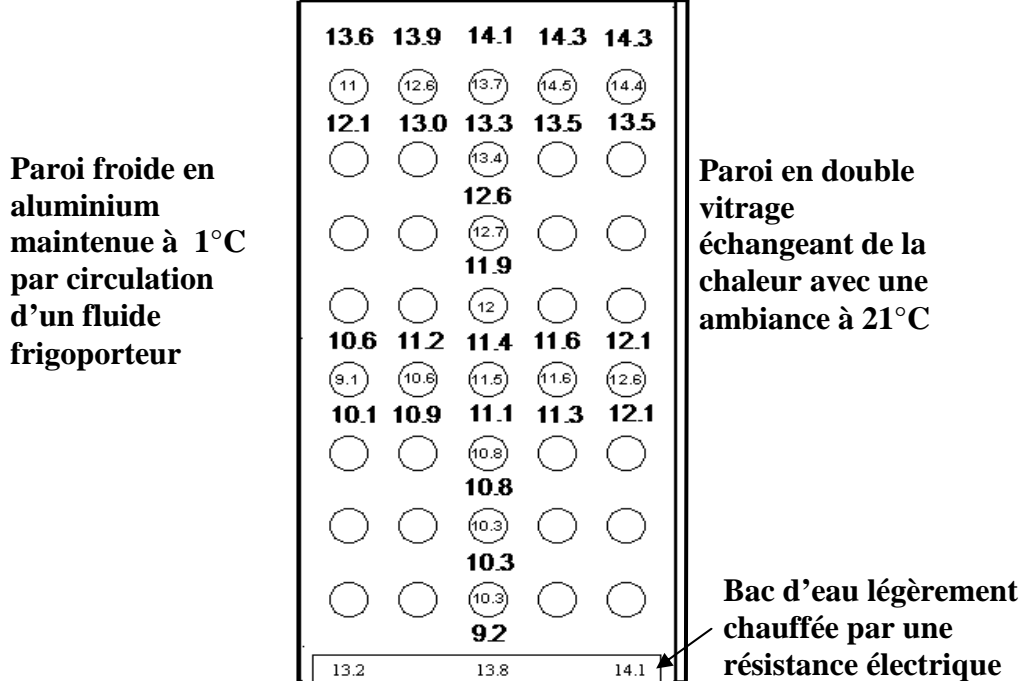 13.6 13.9 14.1 14.3 14.3
11 12.6 13.7 14.5 14.4
12.1 13.0 13.3 13.5 13.5
13.4
12.6
12.7
11.9
12
10.6 11.2 11.4 11.6 12.1
9.1 10.6 11.5 11.6 12.6
10.1 10.9 11.1 11.3 12.1
10.8
10.8
10.3
10.3
10.3
9.2
13.2 13.8 14.1
Paroi froide en
aluminium
maintenue à 1°C
par circulation
d’un fluide
frigoporteur
Paroi en double
vitrage
échangeant de la
chaleur avec une
ambiance à 21°C
Bac d’eau légèrement
chauffée par une
résistance électrique